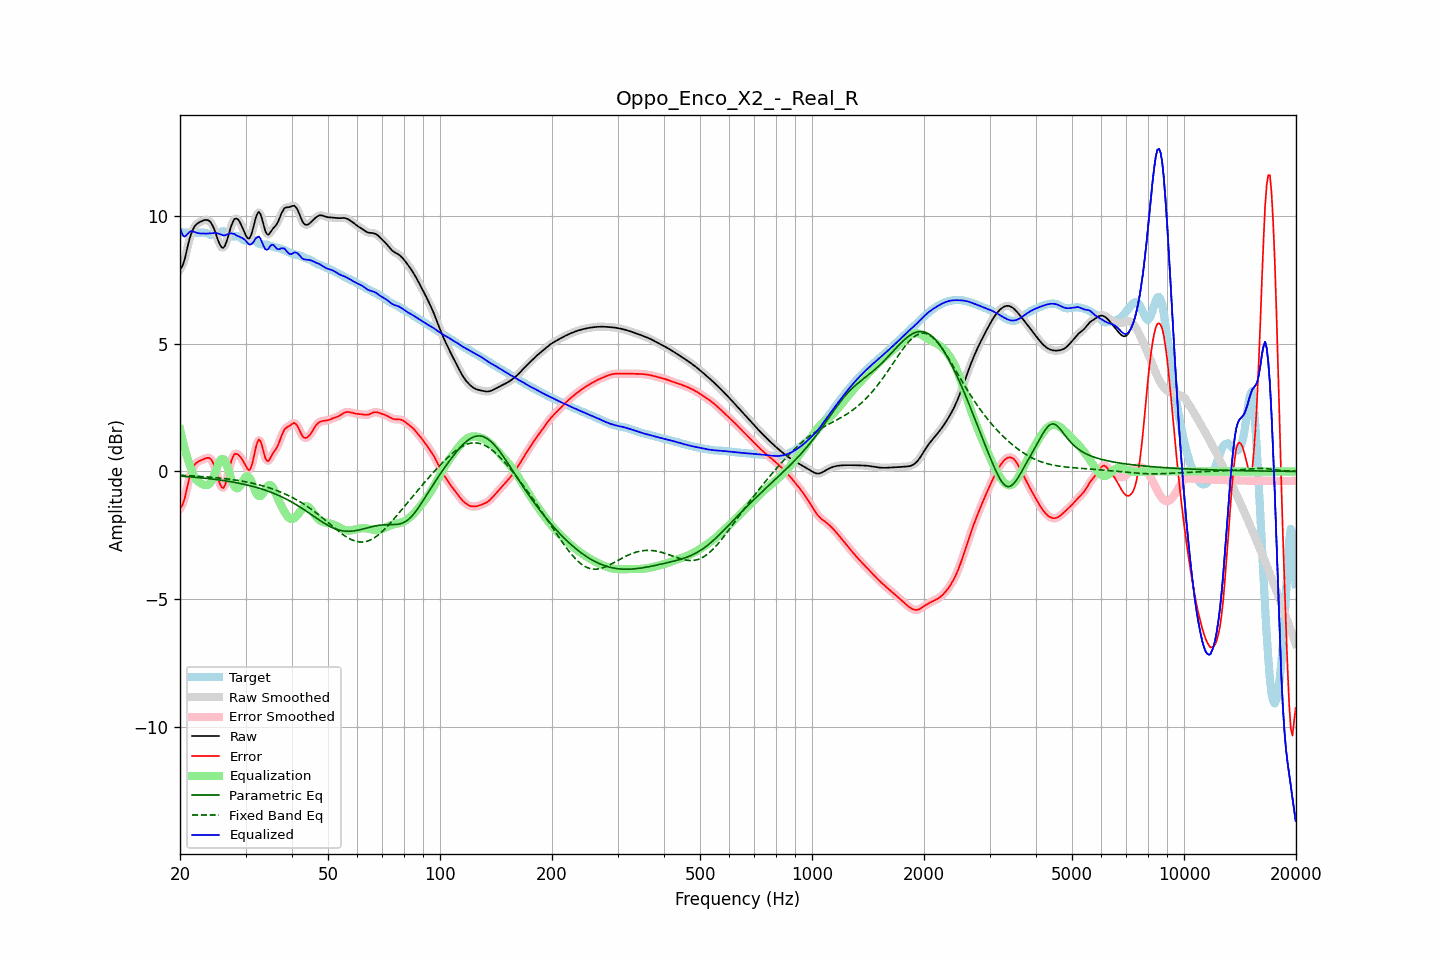 Oppo_Enco_X2_-_Real_R
Amplitude (dBr)
10
5
0
−5
−10
Target
Raw Smoothed
Error Smoothed
Raw
Error
Equalization
Parametric Eq
Fixed Band Eq
Equalized
20 50 100 200 500 1000 2000 5000 10000 20000
Frequency (Hz)